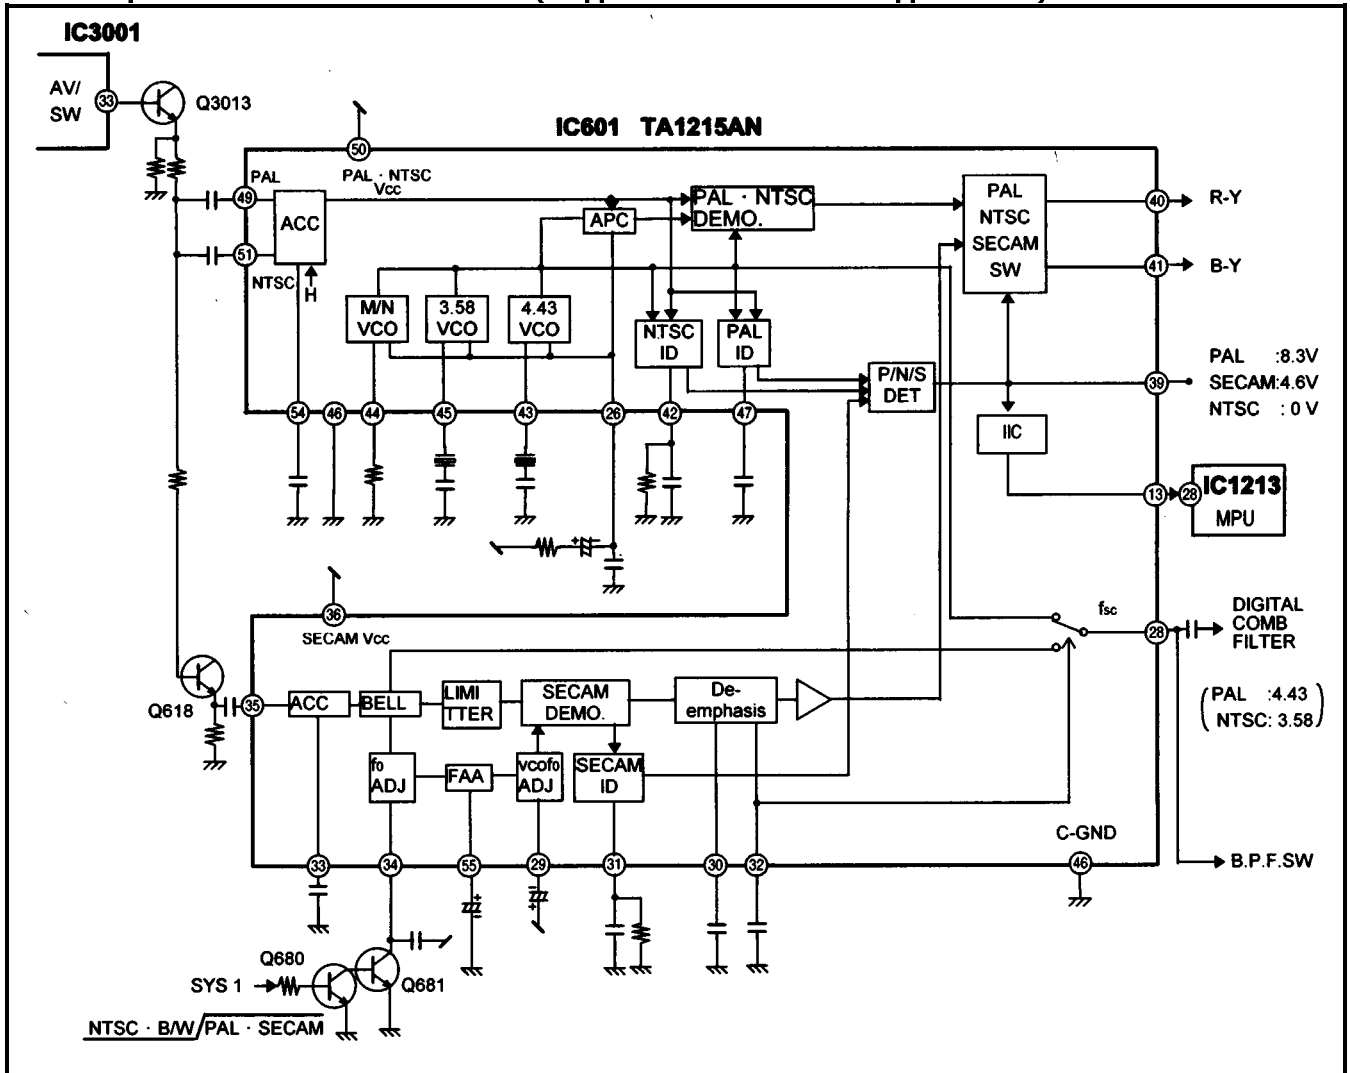 IC3001
AV/
SW
33
Q3013
IC601 TA1215AN
50
PAL · NTSC
Vcc
49
PAL
ACC
51
NTSC
H
APC
PAL · NTSC
DEMO.
PAL
NTSC
SECAM
SW
40
R-Y
41
B-Y
M/N
VCO
3.58
VCO
4.43
VCO
NTSC
ID
PAL
ID
P/N/S
DET
39
PAL :8.3V
SECAM:4.6V
NTSC : 0 V
54
46
44
45
43
26
42
47
IIC
13
28
IC1213
MPU
+
-
36
SECAM Vcc
fsc
28
DIGITAL
COMB
FILTER
(PAL :4.43
NTSC: 3.58)
Q618
35
ACC
BELL
LIMI
TTER
SECAM
DEMO.
De-
emphasis
f0
ADJ
FAA
vcof0
ADJ
SECAM
ID
C-GND
33
34
55
29
31
30
32
46
B.P.F.SW
+
-
+
Q680
SYS 1
Q681
NTSC · B/W/PAL · SECAM